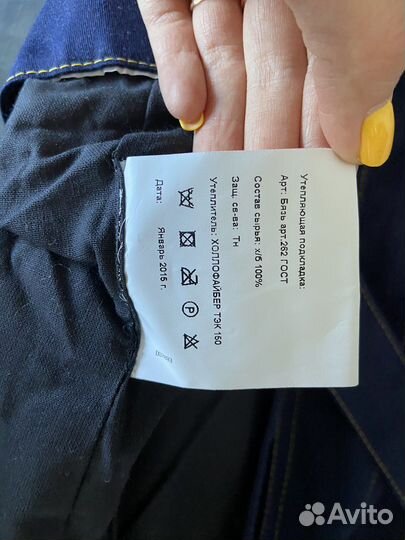 Утепляющая подкладка:
Арт: Бязь арт.262 ГОСТ
Состав сырья: х/б 100%
Защ. св-ва: Тн
Утеплитель: ХОЛЛОФАЙБЕР ТЭК 150
P
Дата: Январь 2015 г.
Avito